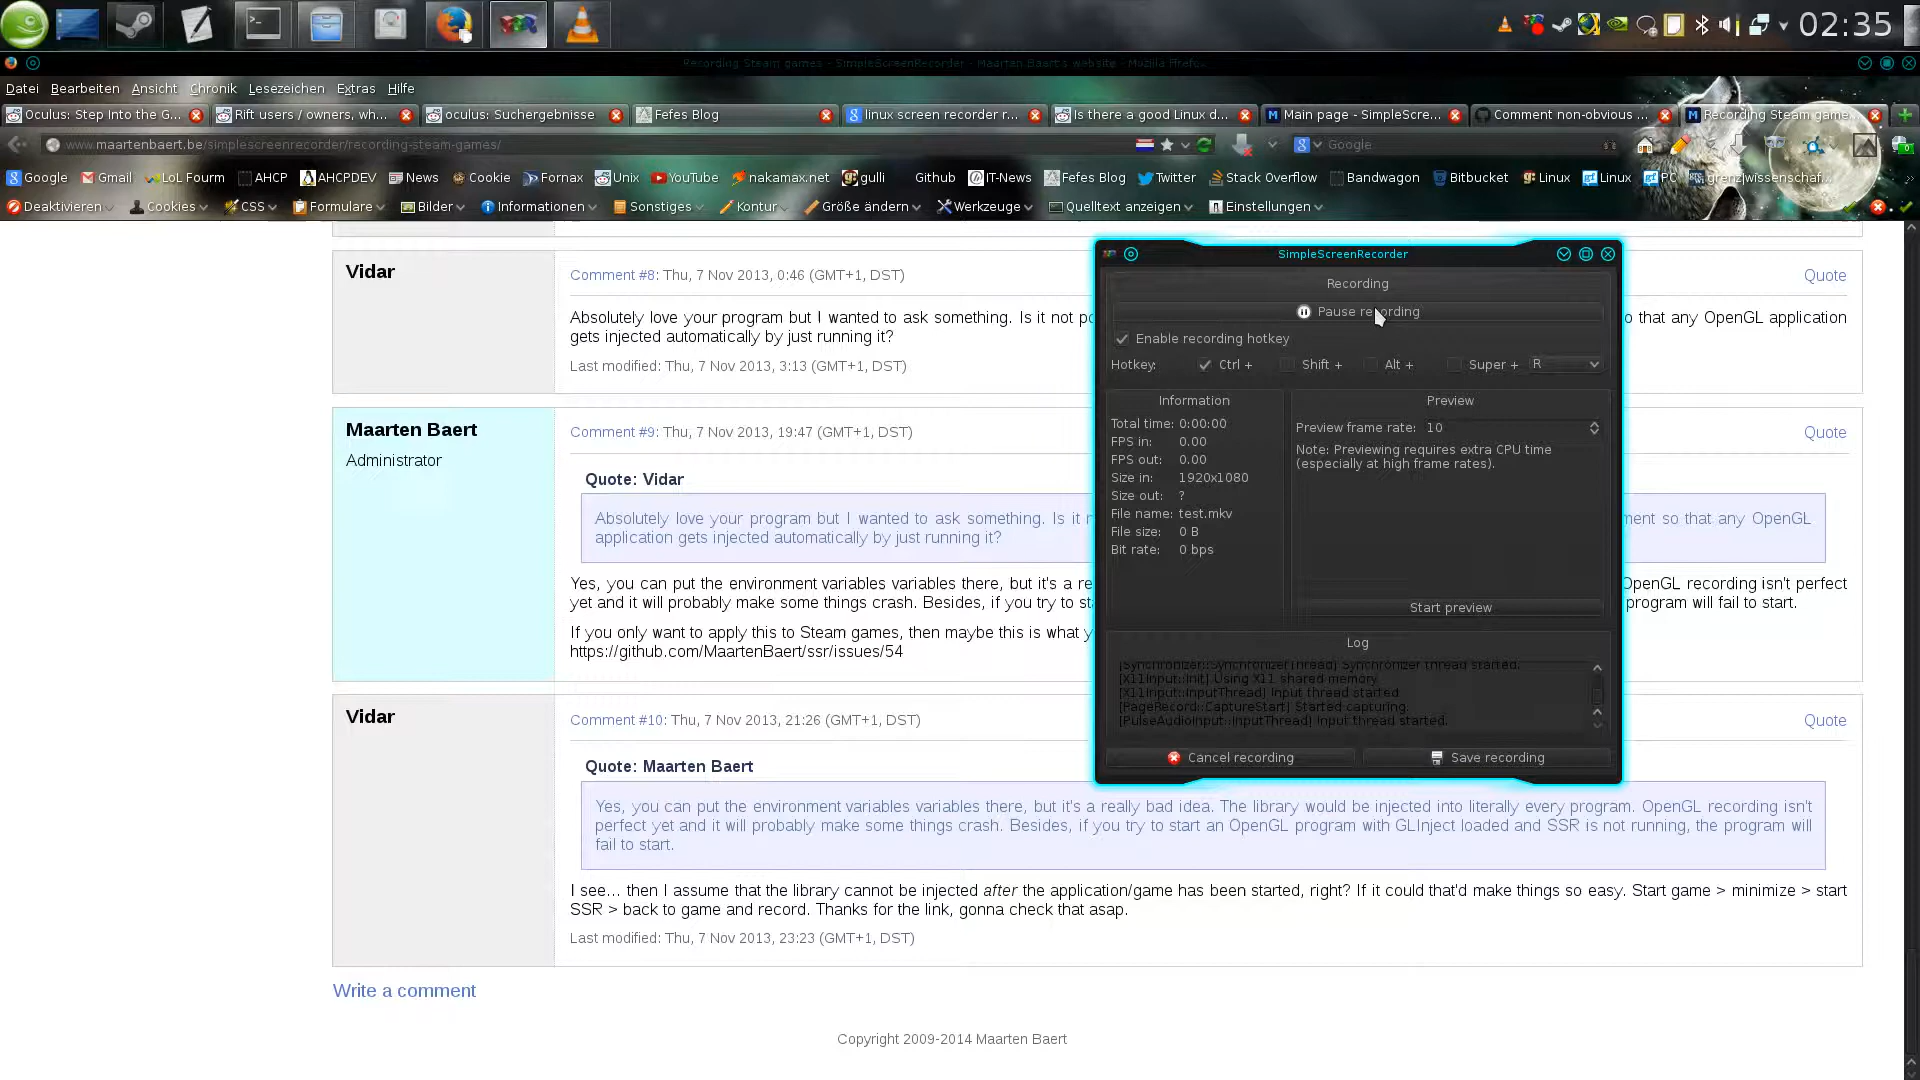 02:35
Recording Steam games - SimpleScreenRecorder - Maarten Baert's website - Mozilla Firefox
Datei Bearbeiten Ansicht Chronik Lesezeichen Extras Hilfe
Oculus: Step Into the G... Rift users / owners, wh... oculus: Suchergebnisse Fefes Blog linux screen recorder r... Is there a good Linux d... Main page - SimpleScre... Comment non-obvious ... Recording Steam game...
www.maartenbaert.be/simplescreenrecorder/recording-steam-games/ Google
Google Gmail LoL Fourm AHCP AHCPDEV News Cookie Fornax Unix YouTube nakamax.net gulli Github IT-News Fefes Blog Twitter Stack Overflow Bandwagon Bitbucket Linux Linux PC grenz|wissenschaf...
Deaktivieren Cookies CSS Formulare Bilder Informationen Sonstiges Kontur Größe ändern Werkzeuge Quelltext anzeigen Einstellungen
Vidar
Comment #8: Thu, 7 Nov 2013, 0:46 (GMT+1, DST) Quote
Absolutely love your program but I wanted to ask something. Is it not po so that any OpenGL application
gets injected automatically by just running it?
Last modified: Thu, 7 Nov 2013, 3:13 (GMT+1, DST)
Maarten Baert
Administrator
Comment #9: Thu, 7 Nov 2013, 19:47 (GMT+1, DST) Quote
Quote: Vidar
Absolutely love your program but I wanted to ask something. Is it n ment so that any OpenGL
application gets injected automatically by just running it?
Yes, you can put the environment variables variables there, but it's a re OpenGL recording isn't perfect
yet and it will probably make some things crash. Besides, if you try to st program will fail to start.
If you only want to apply this to Steam games, then maybe this is what y
https://github.com/MaartenBaert/ssr/issues/54
Vidar
Comment #10: Thu, 7 Nov 2013, 21:26 (GMT+1, DST) Quote
Quote: Maarten Baert
Yes, you can put the environment variables variables there, but it's a really bad idea. The library would be injected into literally every program. OpenGL recording isn't
perfect yet and it will probably make some things crash. Besides, if you try to start an OpenGL program with GLInject loaded and SSR is not running, the program will
fail to start.
I see... then I assume that the library cannot be injected after the application/game has been started, right? If it could that'd make things so easy. Start game > minimize > start
SSR > back to game and record. Thanks for the link, gonna check that asap.
Last modified: Thu, 7 Nov 2013, 23:23 (GMT+1, DST)
Write a comment
Copyright 2009-2014 Maarten Baert
SimpleScreenRecorder
Recording
Pause recording
Enable recording hotkey
Hotkey: Ctrl + Shift + Alt + Super + R
Information
Total time: 0:00:00
FPS in: 0.00
FPS out: 0.00
Size in: 1920x1080
Size out: ?
File name: test.mkv
File size: 0 B
Bit rate: 0 bps
Preview
Preview frame rate: 10
Note: Previewing requires extra CPU time
(especially at high frame rates).
Start preview
Log
[Synchronizer::SynchronizerThread] Synchronizer thread started.
[X11Input::Init] Using X11 shared memory.
[X11Input::InputThread] Input thread started.
[PageRecord::CaptureStart] Started capturing.
[PulseAudioInput::InputThread] Input thread started.
Cancel recording Save recording